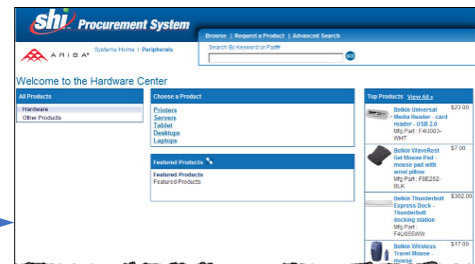 shi Procurement System
Browse | Request a Product | Advanced Search
ARIBA
Systems Home \ Peripherals
Search By Keyword or Part#
GO
Welcome to the Hardware Center
All Products
Hardware
Other Products
Choose a Product
Printers
Servers
Tablet
Desktops
Laptops
Featured Products
Featured Products
Featured Products
Top Products View All »
Belkin Universal $23.00
Media Reader - card
reader - USB 2.0
Mfg Part : F4U003-
WHT
Belkin WaveRest $7.00
Gel Mouse Pad -
mouse pad with
wrist pillow
Mfg Part : F8E262-
BLK
Belkin Thunderbolt $302.00
Express Dock -
Thunderbolt
docking station
Mfg Part :
F4U055WW
Belkin Wireless $17.00
Travel Mouse -
mouse